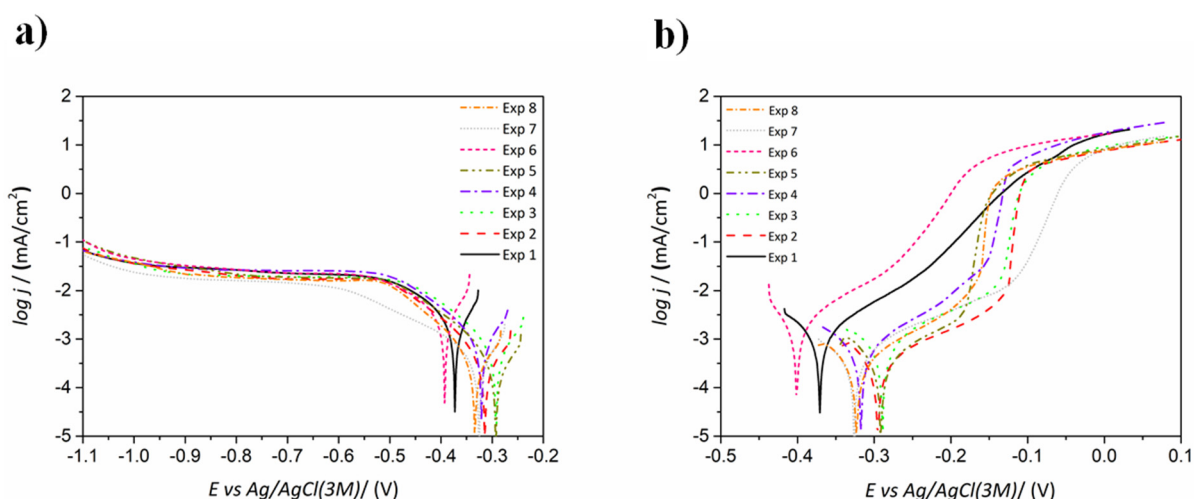 a)
2
1
0
-1
-2
-3
-4
-5
log j / (mA/cm²)
Exp 8
Exp 7
Exp 6
Exp 5
Exp 4
Exp 3
Exp 2
Exp 1
-1.1 -1.0 -0.9 -0.8 -0.7 -0.6 -0.5 -0.4 -0.3 -0.2
E vs Ag/AgCl(3M)/ (V)
b)
2
1
0
-1
-2
-3
-4
-5
log j / (mA/cm²)
Exp 8
Exp 7
Exp 6
Exp 5
Exp 4
Exp 3
Exp 2
Exp 1
-0.5 -0.4 -0.3 -0.2 -0.1 0.0 0.1
E vs Ag/AgCl(3M)/ (V)